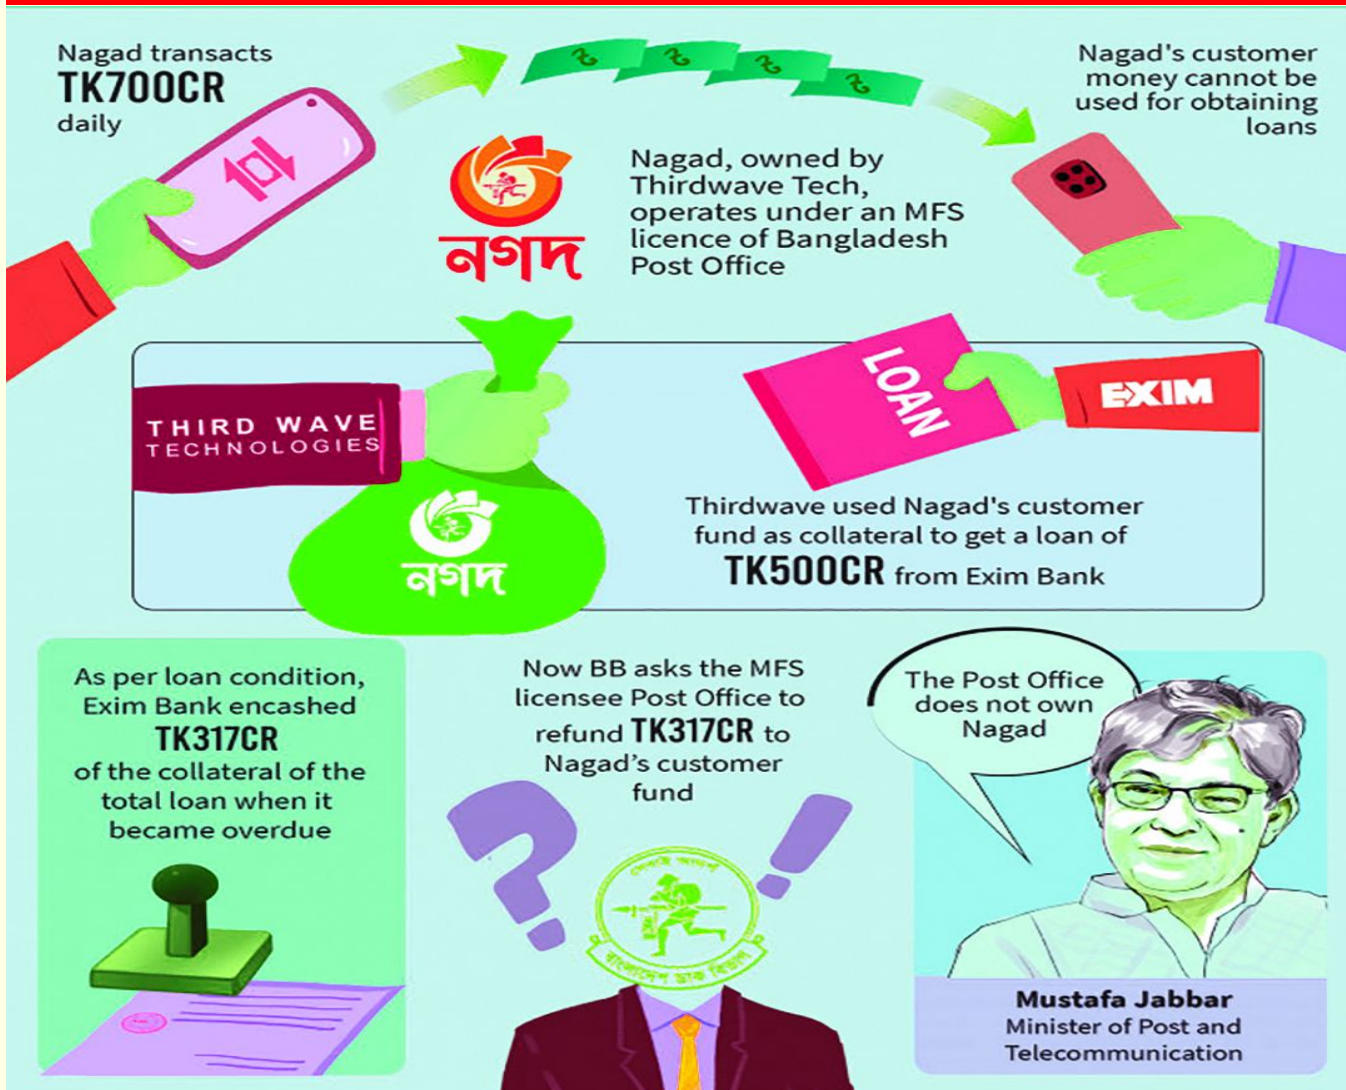 Nagad transacts
TK700CR
daily
Nagad's customer
money cannot be
used for obtaining
loans
নগদ
Nagad, owned by
Thirdwave Tech,
operates under an MFS
licence of Bangladesh
Post Office
THIRD WAVE
TECHNOLOGIES
নগদ
LOAN
EXIM
Thirdwave used Nagad's customer
fund as collateral to get a loan of
TK500CR from Exim Bank
As per loan condition,
Exim Bank encashed
TK317CR
of the collateral of the
total loan when it
became overdue
Now BB asks the MFS
licensee Post Office to
refund TK317CR to
Nagad’s customer
fund
? !
সেবাই আদর্শ
বাংলাদেশ ডাক বিভাগ
The Post Office
does not own
Nagad
Mustafa Jabbar
Minister of Post and
Telecommunication